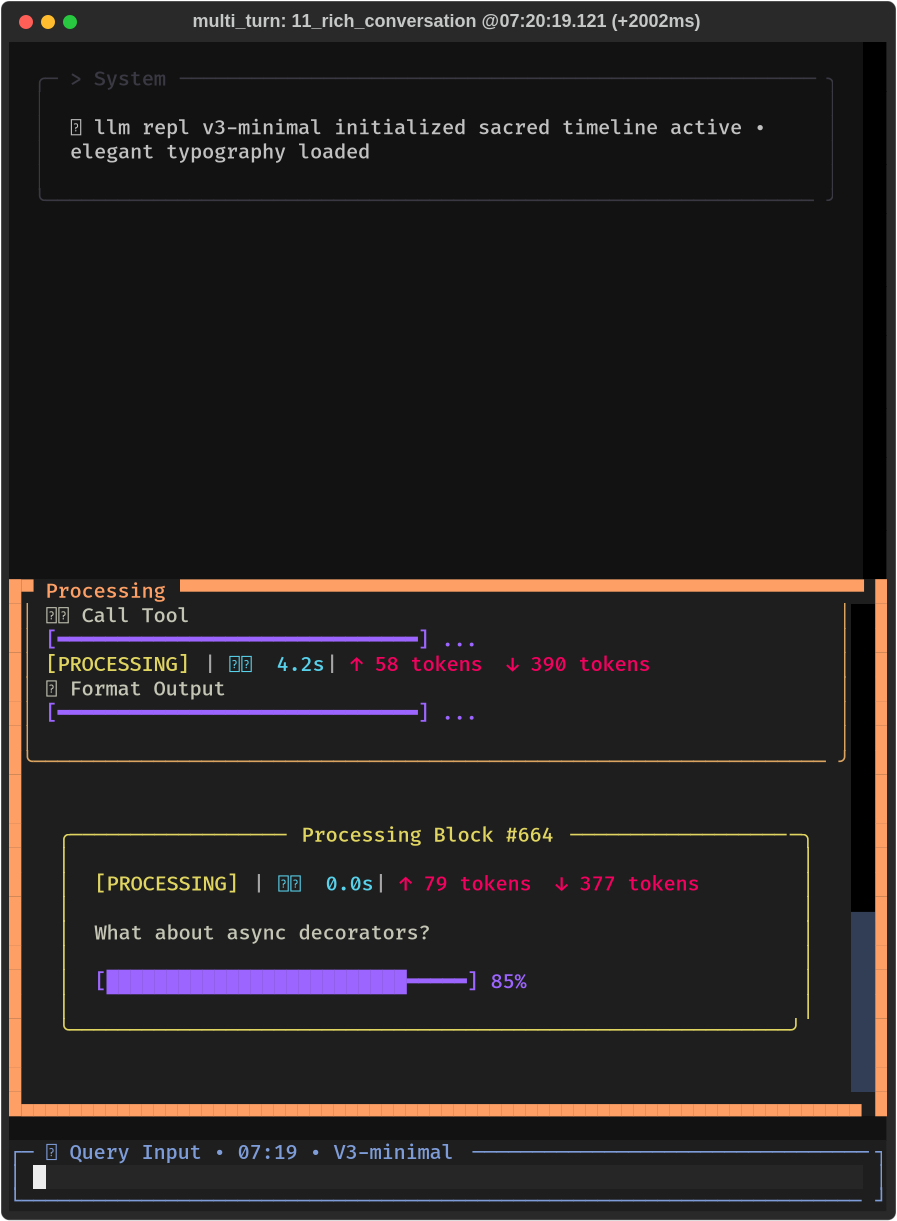 multi_turn: 11_rich_conversation @07:20:19.121 (+2002ms)
> System
llm repl v3-minimal initialized sacred timeline active •
elegant typography loaded
Processing
Call Tool
[━━━━━━━━━━━━━━━━━━━━━━━━━━━━━━] ...
[PROCESSING] | 4.2s| ↑ 58 tokens ↓ 390 tokens
Format Output
[━━━━━━━━━━━━━━━━━━━━━━━━━━━━━━] ...
Processing Block #664
[PROCESSING] | 0.0s| ↑ 79 tokens ↓ 377 tokens
What about async decorators?
[█████████████████████████━━━━━] 85%
Query Input • 07:19 • V3-minimal